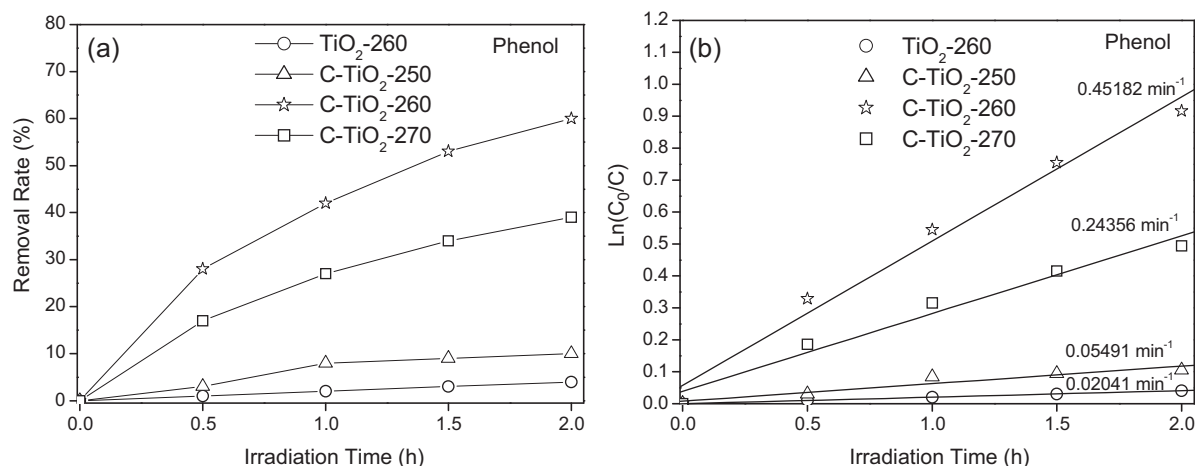 (a)
Phenol
TiO₂-260
C-TiO₂-250
C-TiO₂-260
C-TiO₂-270
Removal Rate (%)
80
70
60
50
40
30
20
10
0
0.0 0.5 1.0 1.5 2.0
Irradiation Time (h)
(b)
Phenol
TiO₂-260
C-TiO₂-250
C-TiO₂-260
C-TiO₂-270
0.45182 min⁻¹
0.24356 min⁻¹
0.05491 min⁻¹
0.02041 min⁻¹
Ln(C₀/C)
1.2
1.1
1.0
0.9
0.8
0.7
0.6
0.5
0.4
0.3
0.2
0.1
0.0
0.0 0.5 1.0 1.5 2.0
Irradiation Time (h)